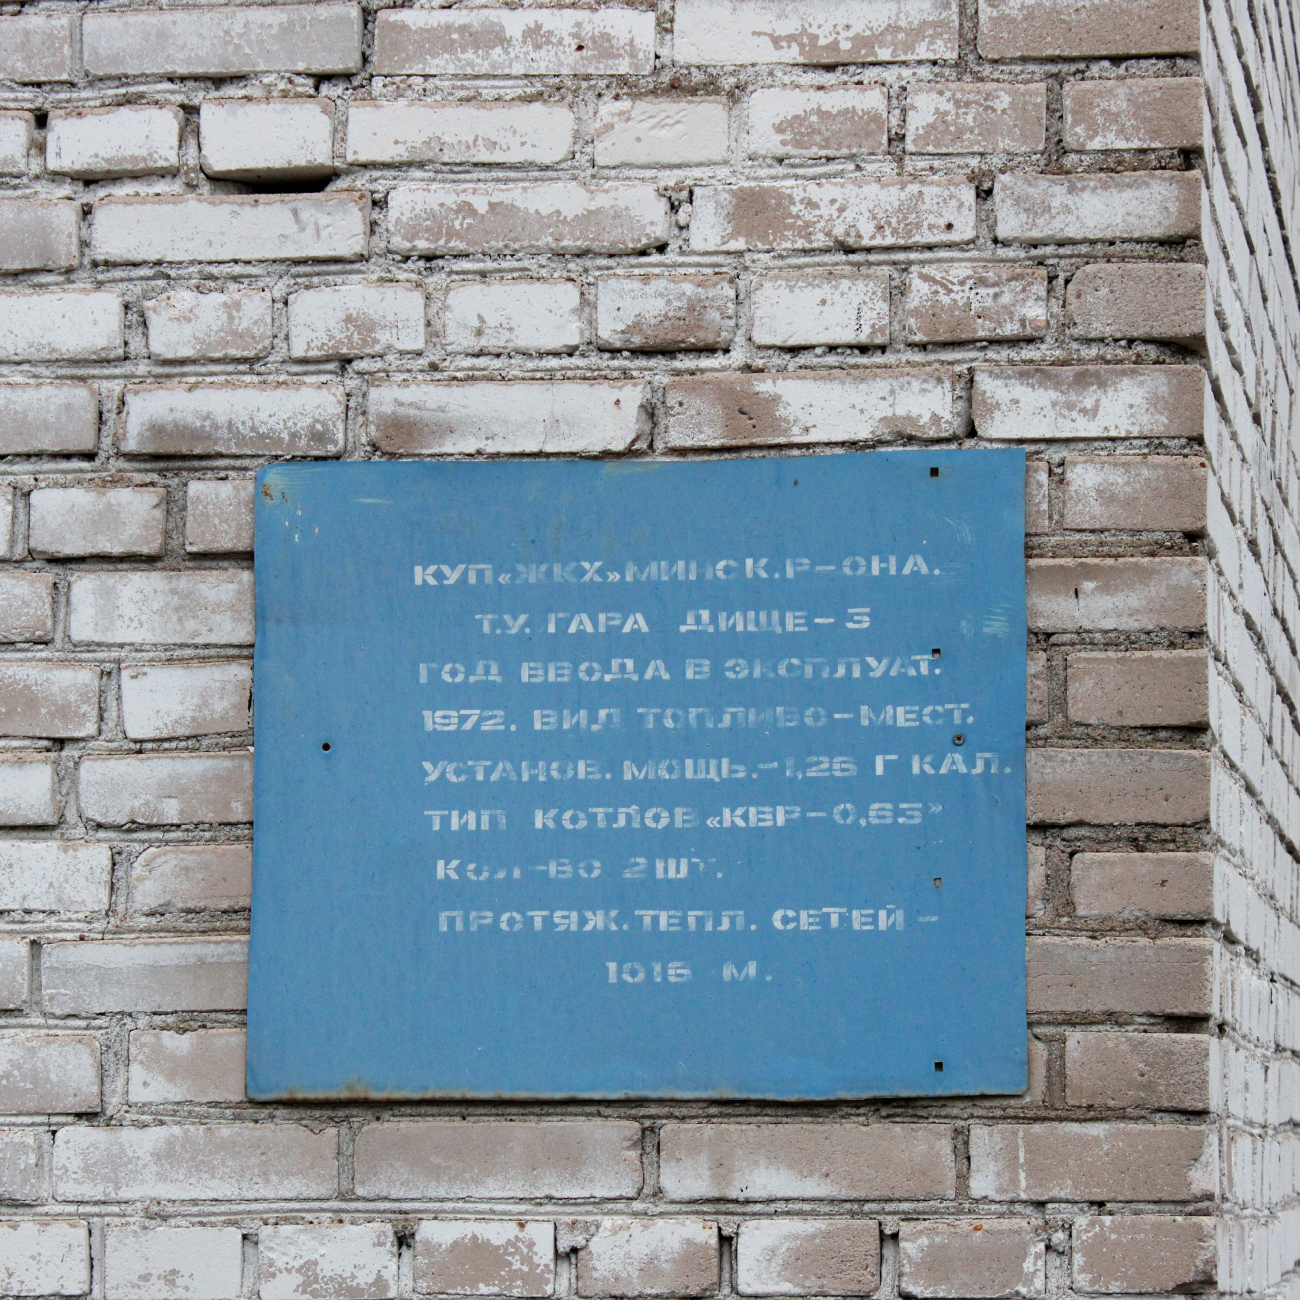 КУП«ЖКХ»МИНСК.Р-ОНА.
Т.У. ГАРА ДИЩЕ-3
ГОД ВВОДА В ЭКСПЛУАТ.
1972. ВИД ТОПЛИВО-МЕСТ.
УСТАНОВ. МОЩЬ.-1,26 Г КАЛ.
ТИП КОТЛОВ «КВР-0,63»
КОЛ-ВО 2ШТ.
ПРОТЯЖ.ТЕПЛ. СЕТЕЙ-
1016 М.